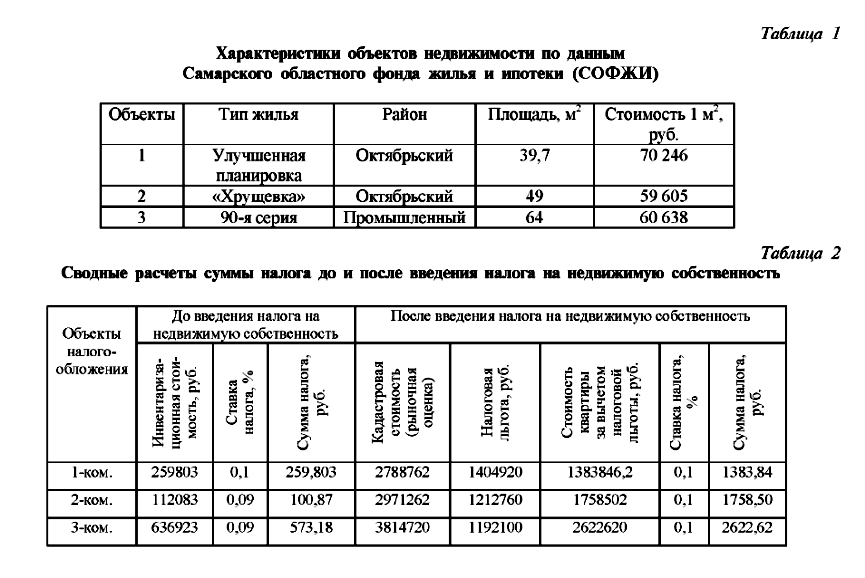 Таблица 1
Характеристики объектов недвижимости по данным
Самарского областного фонда жилья и ипотеки (СОФЖИ)
Объекты Тип жилья Район Площадь, м² Стоимость 1 м², руб.
1 Улучшенная планировка Октябрьский 39,7 70 246
2 «Хрущевка» Октябрьский 49 59 605
3 90-я серия Промышленный 64 60 638
Таблица 2
Сводные расчеты суммы налога до и после введения налога на недвижимую собственность
Объекты налого-обложения
До введения налога на недвижимую собственность
После введения налога на недвижимую собственность
Инвентариза-ционная стои-мость, руб.
Ставка налога, %
Сумма налога, руб.
Кадастровая стоимость (рыночная оценка)
Налоговая льгота, руб.
Стоимость квартиры за вычетом налоговой льготы, руб.
Ставка налога, %
Сумма налога, руб.
1-ком. 259803 0,1 259,803 2788762 1404920 1383846,2 0,1 1383,84
2-ком. 112083 0,09 100,87 2971262 1212760 1758502 0,1 1758,50
3-ком. 636923 0,09 573,18 3814720 1192100 2622620 0,1 2622,62